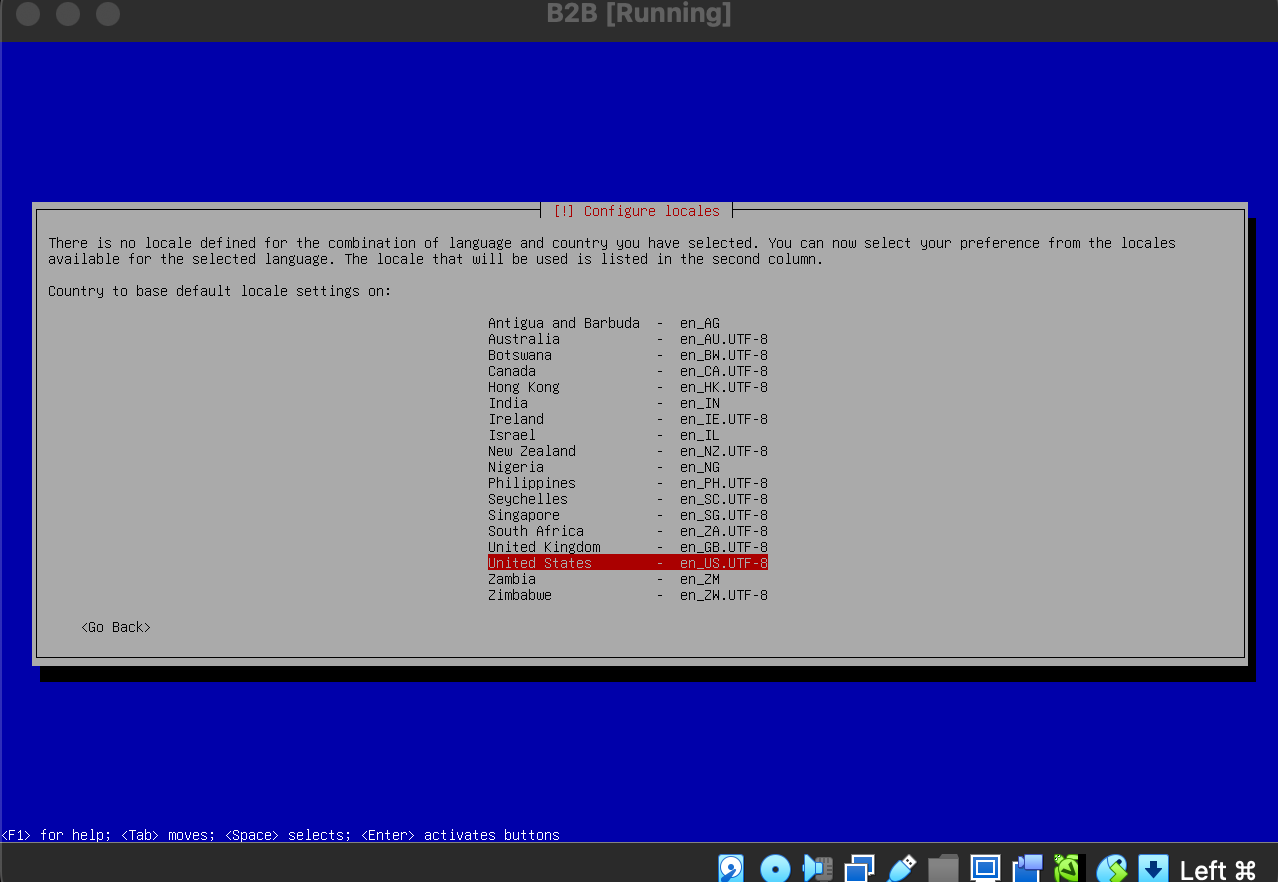 B2B [Running]
[!] Configure locales
There is no locale defined for the combination of language and country you have selected. You can now select your preference from the locales
available for the selected language. The locale that will be used is listed in the second column.
Country to base default locale settings on:
Antigua and Barbuda - en_AG
Australia - en_AU.UTF-8
Botswana - en_BW.UTF-8
Canada - en_CA.UTF-8
Hong Kong - en_HK.UTF-8
India - en_IN
Ireland - en_IE.UTF-8
Israel - en_IL
New Zealand - en_NZ.UTF-8
Nigeria - en_NG
Philippines - en_PH.UTF-8
Seychelles - en_SC.UTF-8
Singapore - en_SG.UTF-8
South Africa - en_ZA.UTF-8
United Kingdom - en_GB.UTF-8
United States - en_US.UTF-8
Zambia - en_ZM
Zimbabwe - en_ZW.UTF-8
<Go Back>
<F1> for help; <Tab> moves; <Space> selects; <Enter> activates buttons
Left ⌘